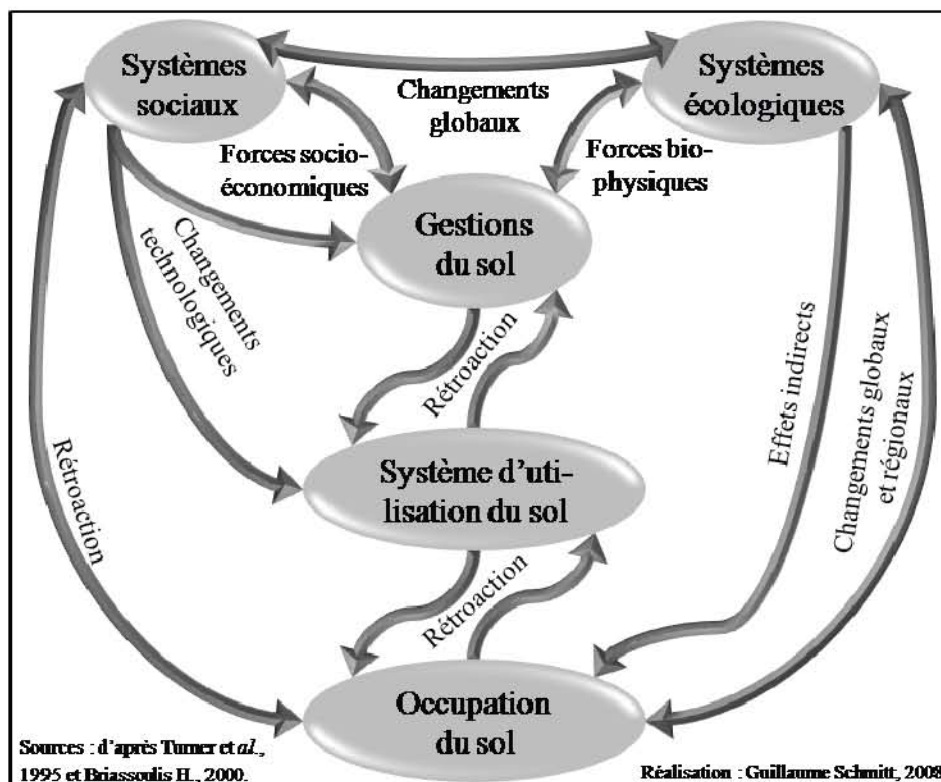 Systèmes
sociaux
Systèmes
écologiques
Changements
globaux
Forces socio-
économiques
Forces bio-
physiques
Gestions
du sol
Changements
technologiques
Rétroaction
Effets indirects
Changements globaux
et régionaux
Rétroaction
Système d'uti-
lisation du sol
Rétroaction
Occupation
du sol
Sources : d'après Turner et al.,
1995 et Briassoulis H., 2000.
Réalisation : Guillaume Schmitt, 2009